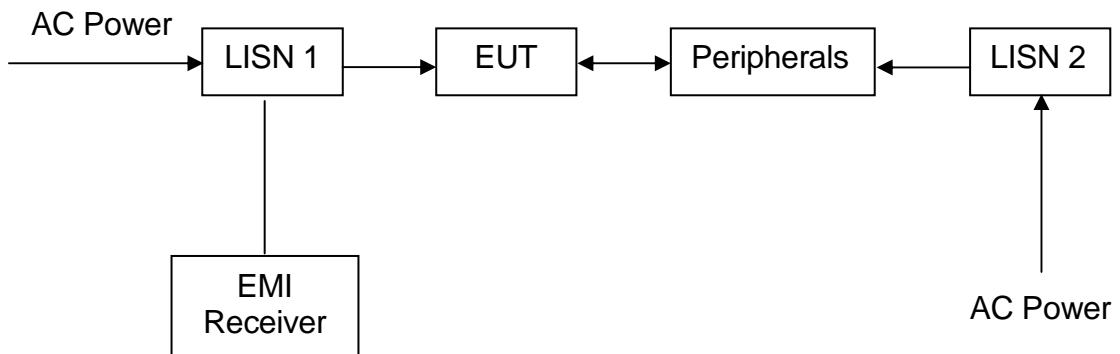 AC Power
LISN 1
EUT
Peripherals
LISN 2
EMI
Receiver
AC Power